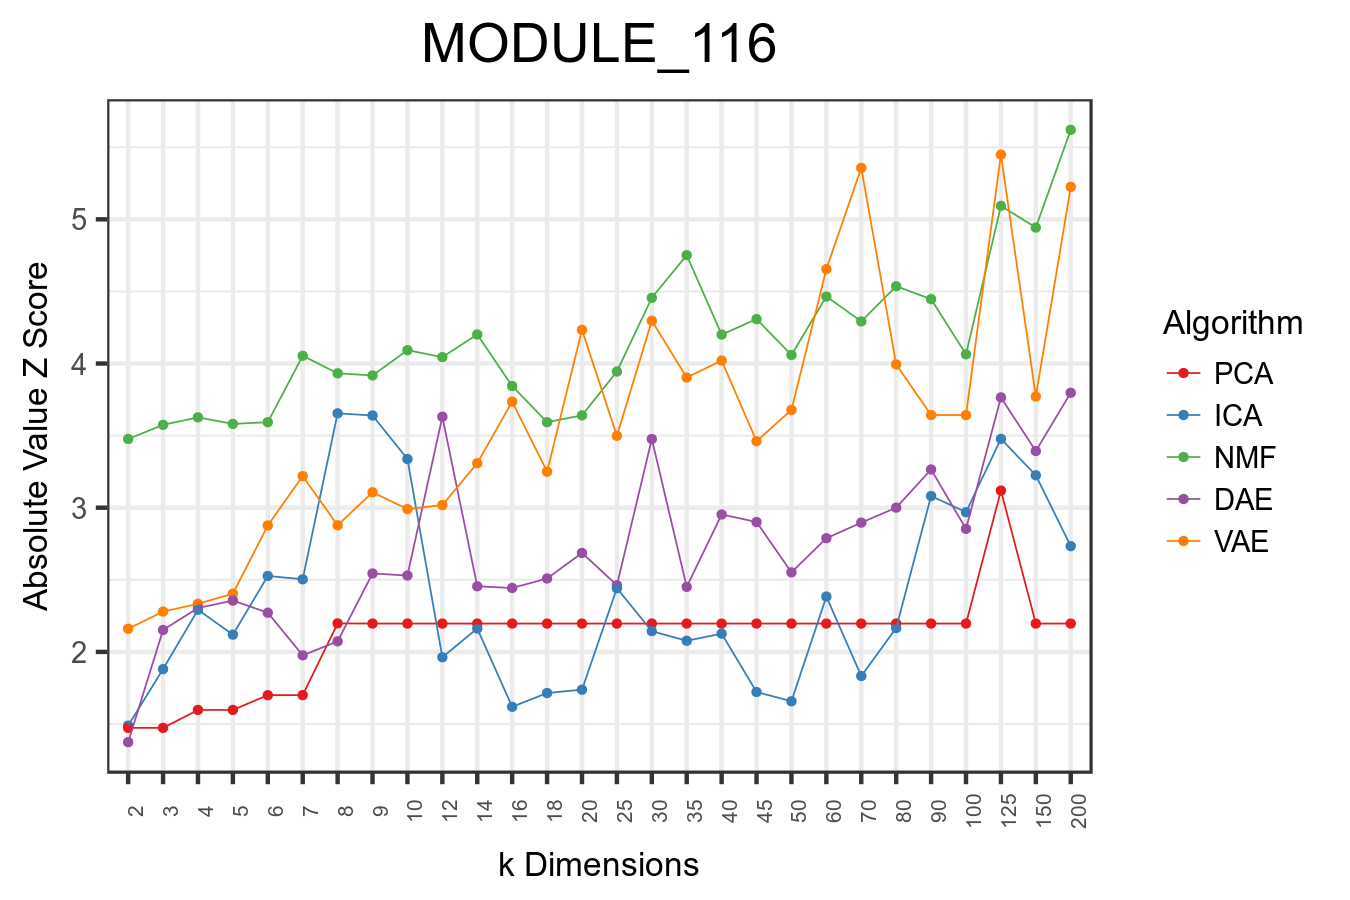 MODULE_116
Absolute Value Z Score
5
4
3
2
2 3 4 5 6 7 8 9 10 12 14 16 18 20 25 30 35 40 45 50 60 70 80 90 100 125 150 200
k Dimensions
Algorithm
PCA
ICA
NMF
DAE
VAE